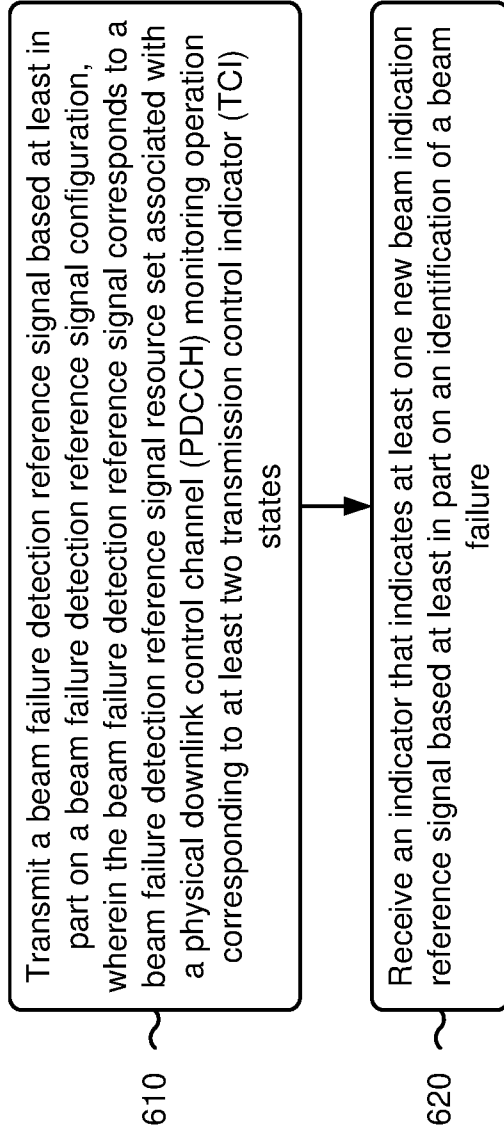 Transmit a beam failure detection reference signal based at least in
part on a beam failure detection reference signal configuration,
wherein the beam failure detection reference signal corresponds to a
beam failure detection reference signal resource set associated with
a physical downlink control channel (PDCCH) monitoring operation
corresponding to at least two transmission control indicator (TCI)
states
610
Receive an indicator that indicates at least one new beam indication
reference signal based at least in part on an identification of a beam
failure
620